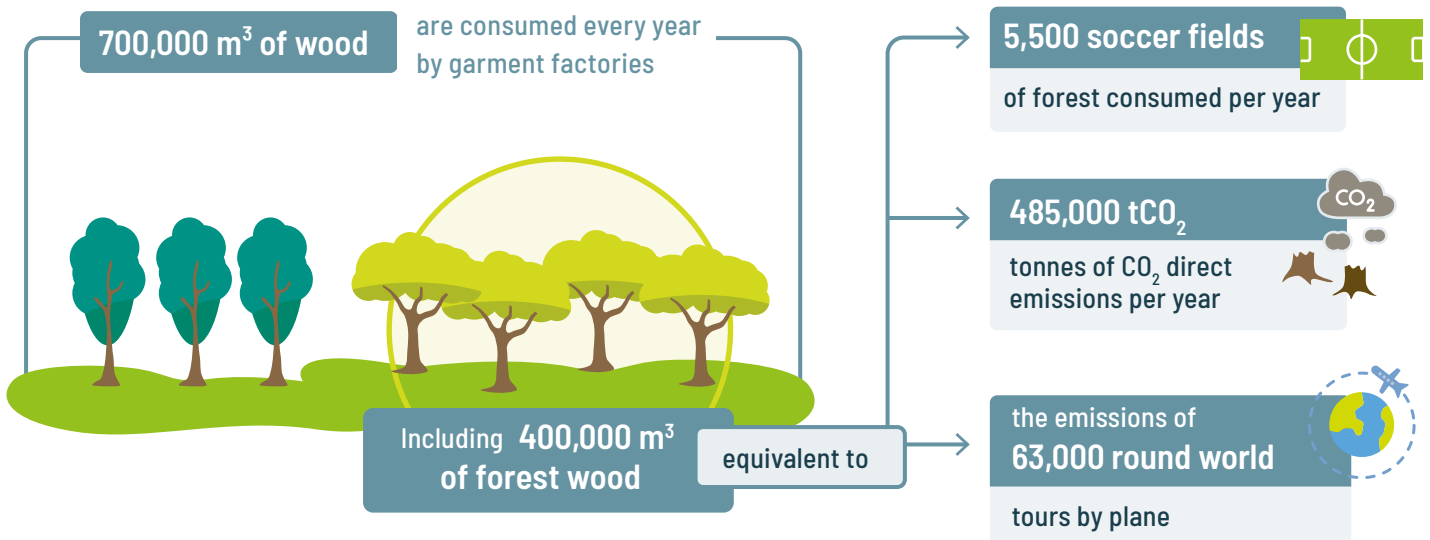 700,000 m³ of wood
are consumed every year
by garment factories
Including 400,000 m³
of forest wood
equivalent to
5,500 soccer fields
of forest consumed per year
485,000 tCO₂
CO₂
tonnes of CO₂ direct
emissions per year
the emissions of
63,000 round world
tours by plane